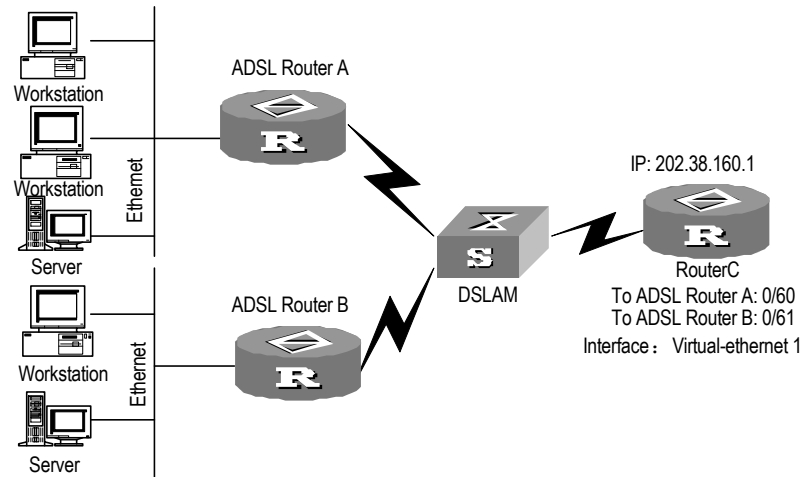 Workstation
Workstation
Server
Ethernet
ADSL Router A
R
Workstation
Server
Ethernet
ADSL Router B
R
S
DSLAM
IP: 202.38.160.1
R
RouterC
To ADSL Router A: 0/60
To ADSL Router B: 0/61
Interface： Virtual-ethernet 1